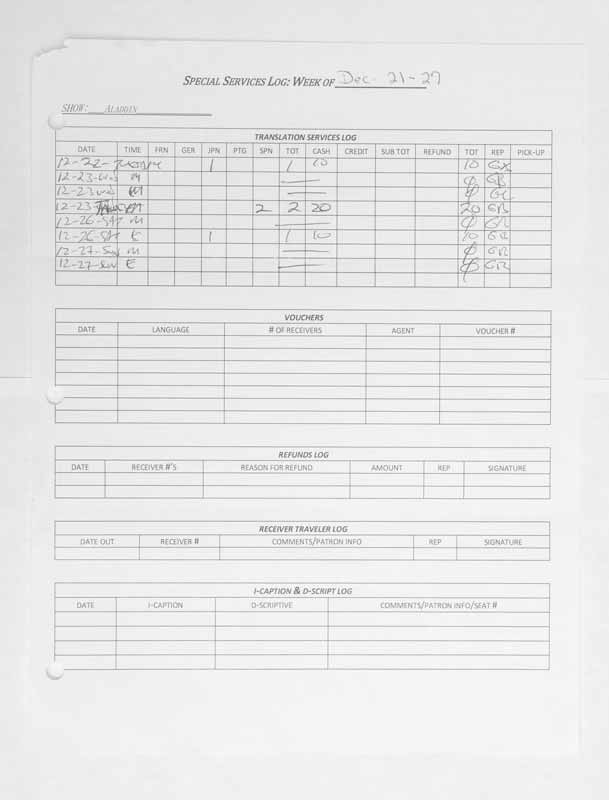 SPECIAL SERVICES LOG: WEEK OF Dec. 21-27
SHOW: ALADDIN
TRANSLATION SERVICES LOG
DATE TIME FRN GER JPN PTG SPN TOT CASH CREDIT SUB TOT REFUND TOT REP PICK-UP
12-22- 1 1 10 10
12-23-wed M φ GR
12-23 wed φ
12-23 2 2 20 20 GR
12-26-SAt M φ GR
12-26-SAt E 1 1 10 10 GR
12-27-Sun M φ GR
12-27-Sun E φ GR
VOUCHERS
DATE LANGUAGE # OF RECEIVERS AGENT VOUCHER #
REFUNDS LOG
DATE RECEIVER #'S REASON FOR REFUND AMOUNT REP SIGNATURE
RECEIVER TRAVELER LOG
DATE OUT RECEIVER # COMMENTS/PATRON INFO REP SIGNATURE
I-CAPTION & D-SCRIPT LOG
DATE I-CAPTION D-SCRIPTIVE COMMENTS/PATRON INFO/SEAT #